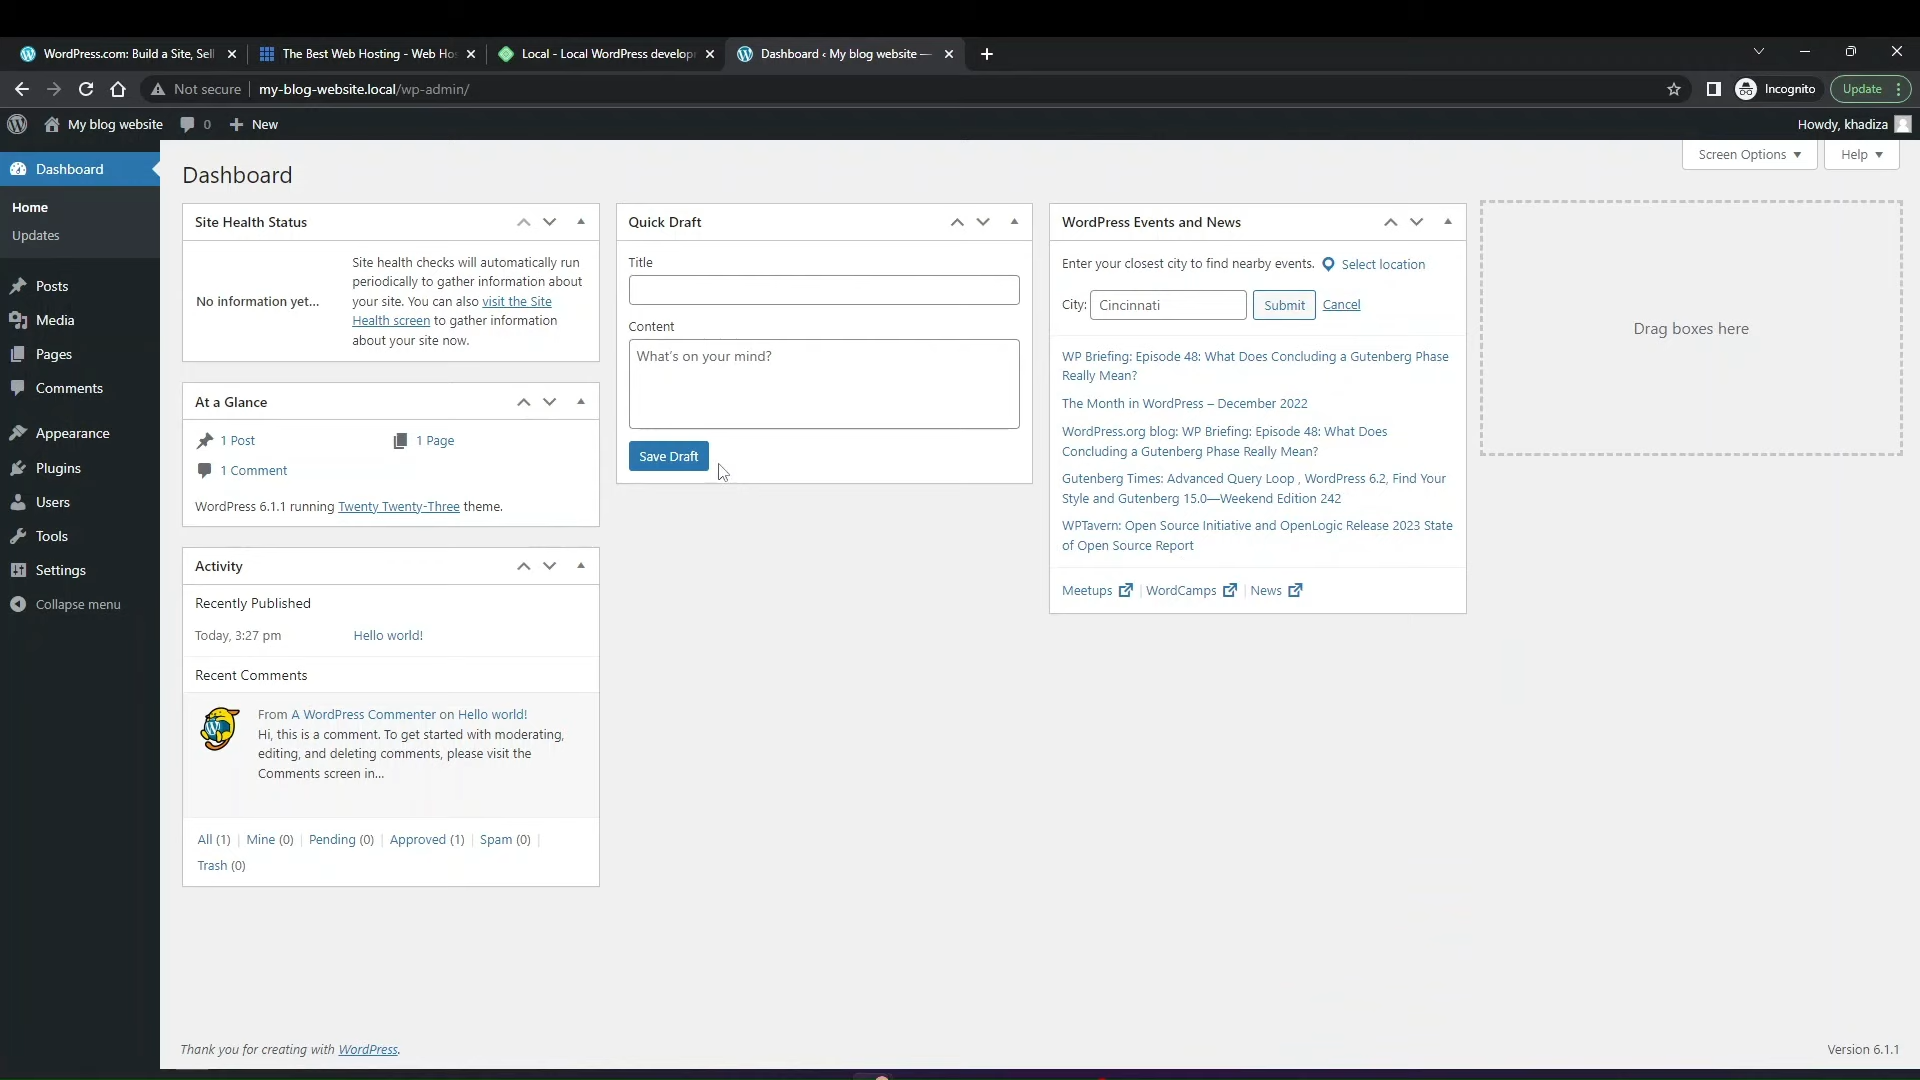 WordPress.com: Build a Site, Sell
The Best Web Hosting - Web Hos
Local - Local WordPress develop
Dashboard ‹ My blog website —
Not secure
my-blog-website.local/wp-admin/
Incognito
Update
My blog website
0
New
Howdy, khadiza
Dashboard
Home
Updates
Posts
Media
Pages
Comments
Appearance
Plugins
Users
Tools
Settings
Collapse menu
Dashboard
Screen Options
Help
Site Health Status
No information yet...
Site health checks will automatically run
periodically to gather information about
your site. You can also visit the Site
Health screen to gather information
about your site now.
At a Glance
1 Post
1 Page
1 Comment
WordPress 6.1.1 running Twenty Twenty-Three theme.
Activity
Recently Published
Today, 3:27 pm
Hello world!
Recent Comments
From A WordPress Commenter on Hello world!
Hi, this is a comment. To get started with moderating,
editing, and deleting comments, please visit the
Comments screen in...
All (1) | Mine (0) | Pending (0) | Approved (1) | Spam (0) |
Trash (0)
Quick Draft
Title
Content
What's on your mind?
Save Draft
WordPress Events and News
Enter your closest city to find nearby events.
Select location
City:
Cincinnati
Submit
Cancel
WP Briefing: Episode 48: What Does Concluding a Gutenberg Phase
Really Mean?
The Month in WordPress – December 2022
WordPress.org blog: WP Briefing: Episode 48: What Does
Concluding a Gutenberg Phase Really Mean?
Gutenberg Times: Advanced Query Loop , WordPress 6.2, Find Your
Style and Gutenberg 15.0—Weekend Edition 242
WPTavern: Open Source Initiative and OpenLogic Release 2023 State
of Open Source Report
Meetups | WordCamps | News
Drag boxes here
Thank you for creating with WordPress.
Version 6.1.1